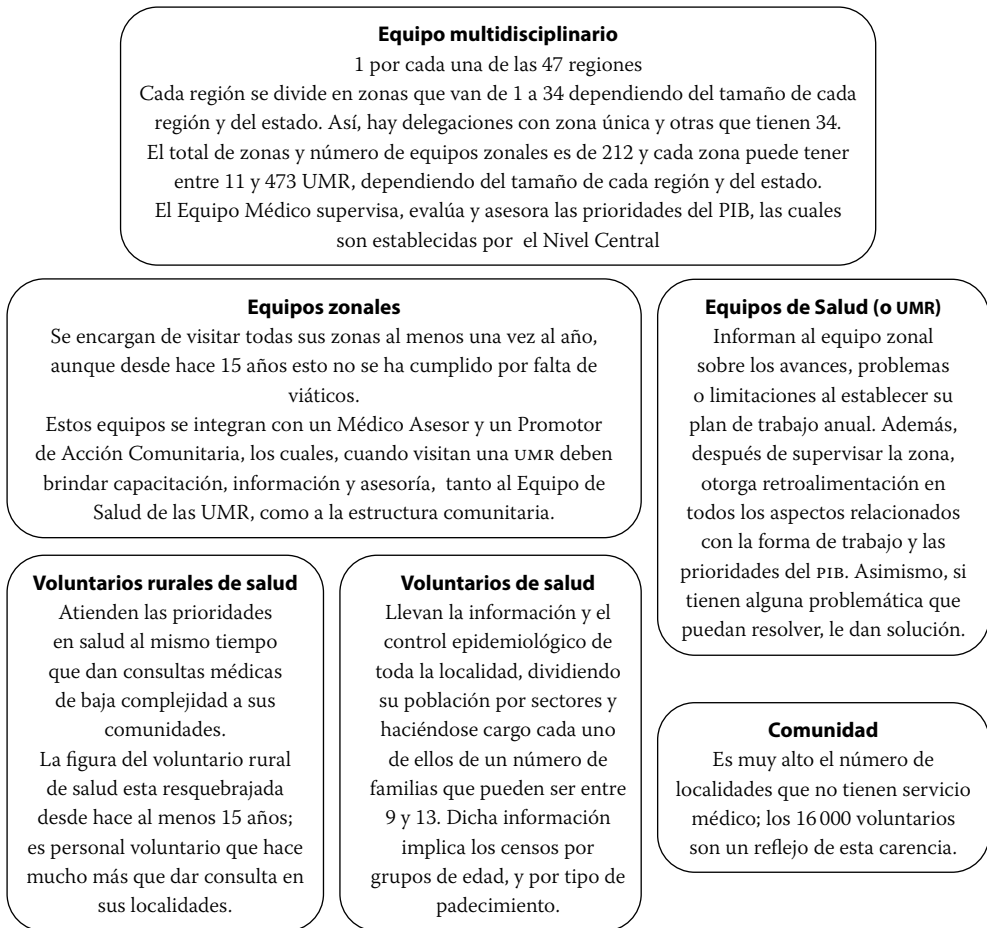 Equipo multidisciplinario
1 por cada una de las 47 regiones
Cada región se divide en zonas que van de 1 a 34 dependiendo del tamaño de cada
región y del estado. Así, hay delegaciones con zona única y otras que tienen 34.
El total de zonas y número de equipos zonales es de 212 y cada zona puede tener
entre 11 y 473 UMR, dependiendo del tamaño de cada región y del estado.
El Equipo Médico supervisa, evalúa y asesora las prioridades del PIB, las cuales
son establecidas por el Nivel Central
Equipos zonales
Se encargan de visitar todas sus zonas al menos una vez al año,
aunque desde hace 15 años esto no se ha cumplido por falta de
viáticos.
Estos equipos se integran con un Médico Asesor y un Promotor
de Acción Comunitaria, los cuales, cuando visitan una UMR deben
brindar capacitación, información y asesoría, tanto al Equipo de
Salud de las UMR, como a la estructura comunitaria.
Equipos de Salud (o UMR)
Informan al equipo zonal
sobre los avances, problemas
o limitaciones al establecer su
plan de trabajo anual. Además,
después de supervisar la zona,
otorga retroalimentación en
todos los aspectos relacionados
con la forma de trabajo y las
prioridades del PIB. Asimismo, si
tienen alguna problemática que
puedan resolver, le dan solución.
Voluntarios rurales de salud
Atienden las prioridades
en salud al mismo tiempo
que dan consultas médicas
de baja complejidad a sus
comunidades.
La figura del voluntario rural
de salud esta resquebrajada
desde hace al menos 15 años;
es personal voluntario que hace
mucho más que dar consulta en
sus localidades.
Voluntarios de salud
Llevan la información y el
control epidemiológico de
toda la localidad, dividiendo
su población por sectores y
haciéndose cargo cada uno
de ellos de un número de
familias que pueden ser entre
9 y 13. Dicha información
implica los censos por
grupos de edad, y por tipo de
padecimiento.
Comunidad
Es muy alto el número de
localidades que no tienen servicio
médico; los 16 000 voluntarios
son un reflejo de esta carencia.